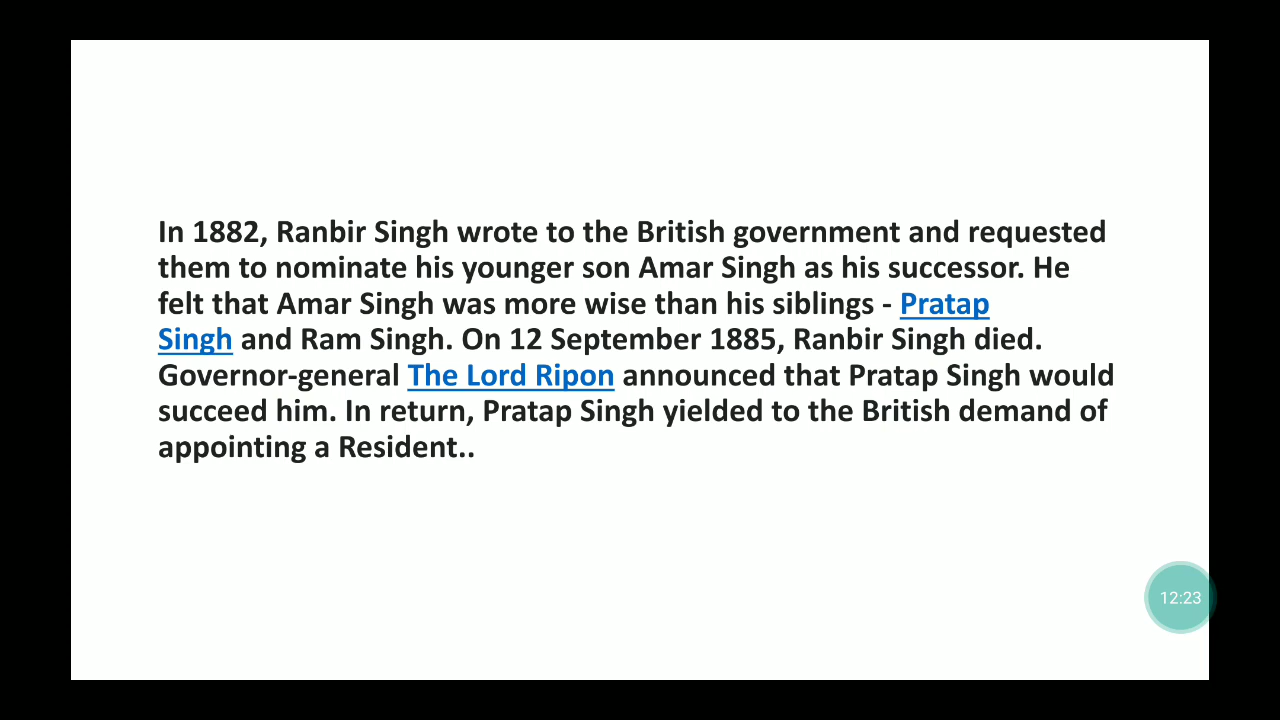 In 1882, Ranbir Singh wrote to the British government and requested
them to nominate his younger son Amar Singh as his successor. He
felt that Amar Singh was more wise than his siblings - Pratap
Singh and Ram Singh. On 12 September 1885, Ranbir Singh died.
Governor-general The Lord Ripon announced that Pratap Singh would
succeed him. In return, Pratap Singh yielded to the British demand of
appointing a Resident..
12:23